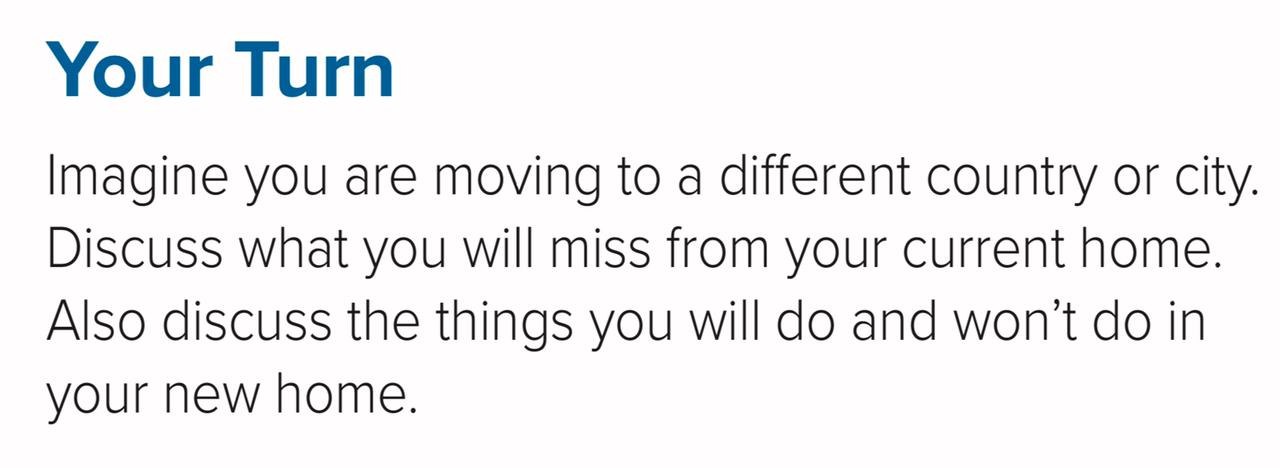 Your Turn
Imagine you are moving to a different country or city.
Discuss what you will miss from your current home.
Also discuss the things you will do and won’t do in
your new home.